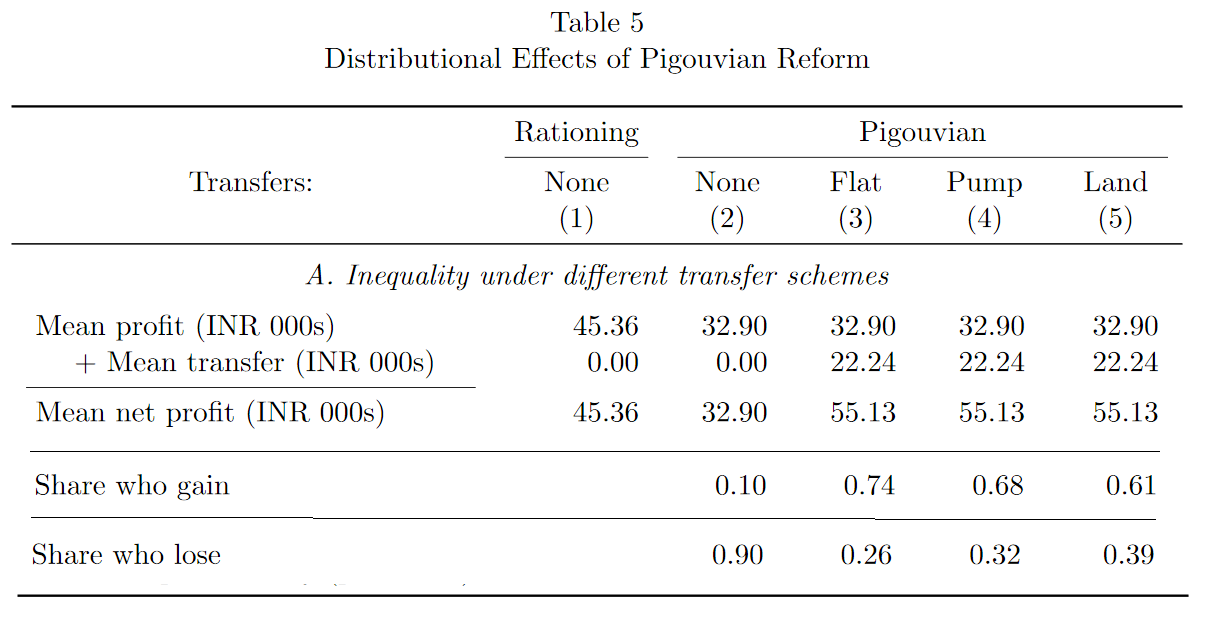 Table 5
Distributional Effects of Pigouvian Reform
Rationing Pigouvian
Transfers: None None Flat Pump Land
(1) (2) (3) (4) (5)
A. Inequality under different transfer schemes
Mean profit (INR 000s) 45.36 32.90 32.90 32.90 32.90
+ Mean transfer (INR 000s) 0.00 0.00 22.24 22.24 22.24
Mean net profit (INR 000s) 45.36 32.90 55.13 55.13 55.13
Share who gain 0.10 0.74 0.68 0.61
Share who lose 0.90 0.26 0.32 0.39